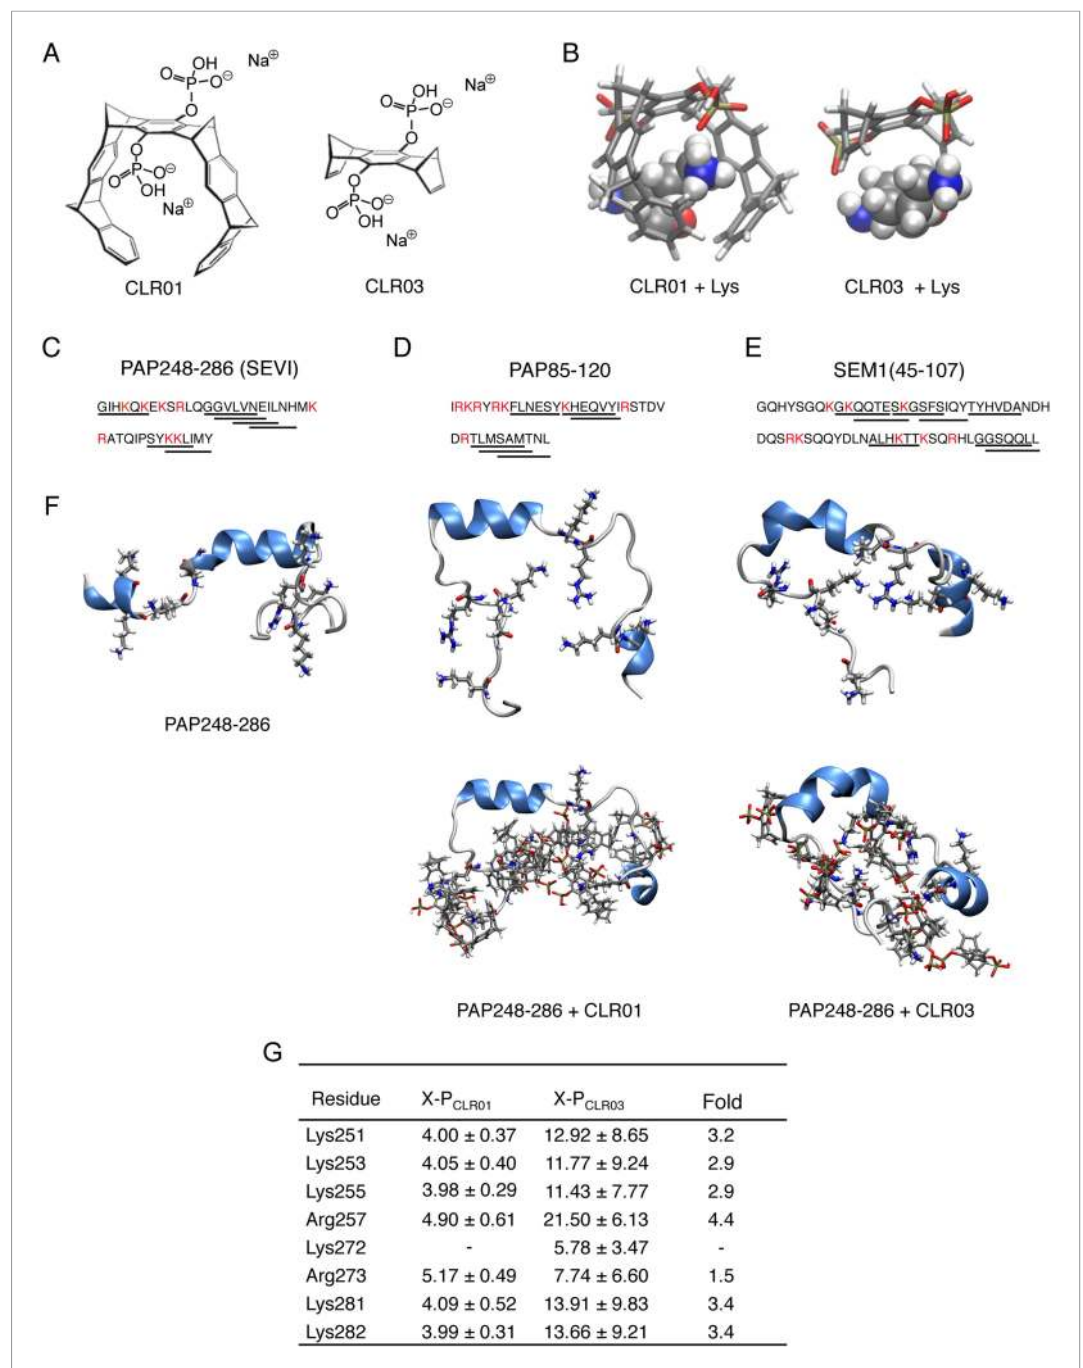 A
B
OH
Na⊕
O=P
O⊖
O
O
O=P O⊖
OH
Na⊕
CLR01
OH
Na⊕
O=P
O⊖
O
O
O=P O⊖
OH
Na⊕
CLR03
CLR01 + Lys
CLR03 + Lys
C
D
E
PAP248-286 (SEVI)
PAP85-120
SEM1(45-107)
GIHKQKEKSRLQGGVLVNEILNHMK
IRKRYRKFLNESYKHEQVYIRSTDV
GQHYSGQKGKQQTESKGSFSIQYTYHVDANDH
RATQIPSYKKLIMY
DRTLMSAMTNL
DQSRKSQQYDLNALHKTTKSQRHLGGSQQLL
F
PAP248-286
PAP248-286 + CLR01
PAP248-286 + CLR03
G
Residue X-PCLR01 X-PCLR03 Fold
Lys251 4.00 ± 0.37 12.92 ± 8.65 3.2
Lys253 4.05 ± 0.40 11.77 ± 9.24 2.9
Lys255 3.98 ± 0.29 11.43 ± 7.77 2.9
Arg257 4.90 ± 0.61 21.50 ± 6.13 4.4
Lys272 - 5.78 ± 3.47 -
Arg273 5.17 ± 0.49 7.74 ± 6.60 1.5
Lys281 4.09 ± 0.52 13.91 ± 9.83 3.4
Lys282 3.99 ± 0.31 13.66 ± 9.21 3.4